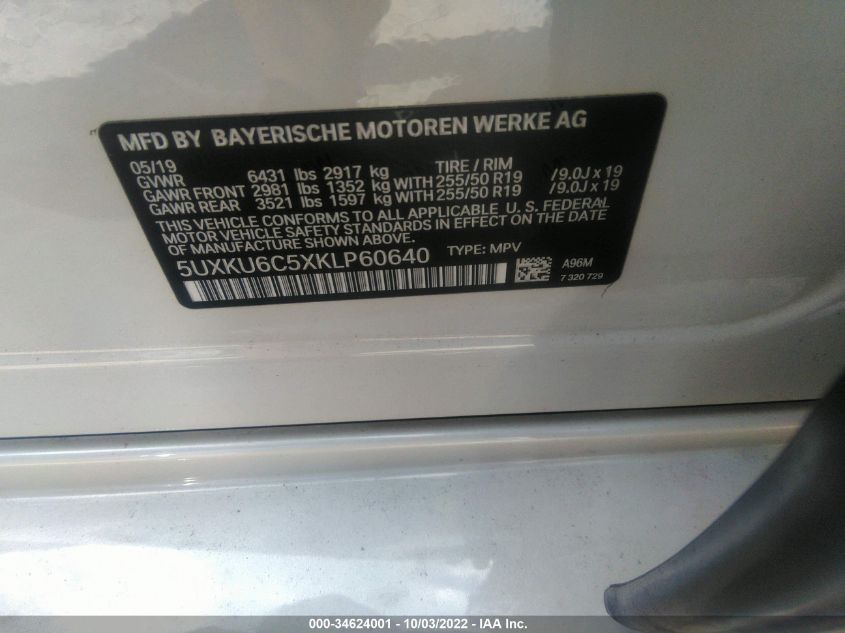 MFD BY BAYERISCHE MOTOREN WERKE AG
05/19 TIRE / RIM
GVWR 6431 lbs 2917 kg
GAWR FRONT 2981 lbs 1352 kg WITH 255/50 R19 /9.0J x 19
GAWR REAR 3521 lbs 1597 kg WITH 255/50 R19 /9.0J x 19
THIS VEHICLE CONFORMS TO ALL APPLICABLE U. S. FEDERAL
MOTOR VEHICLE SAFETY STANDARDS IN EFFECT ON THE DATE
OF MANUFACTURE SHOWN ABOVE.
5UXKU6C5XKLP60640 TYPE: MPV A96M
7 320 729
000-34624001 - 10/03/2022 - IAA Inc.